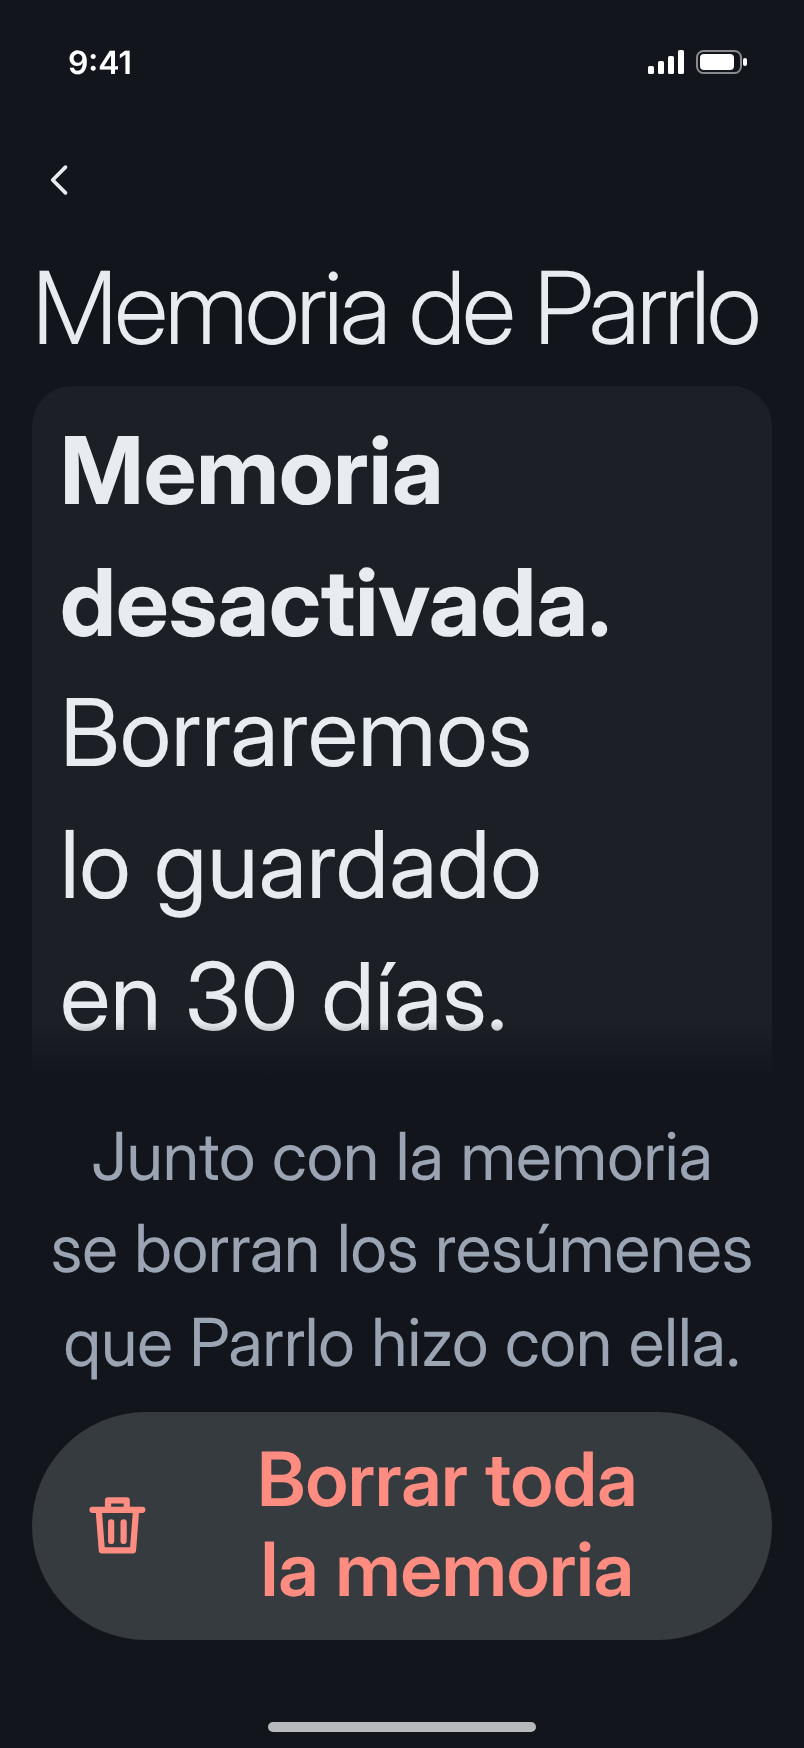 9:41
Memoria de Parrlo
Memoria
desactivada.
Borraremos
lo guardado
en 30 días.
Junto con la memoria
se borran los resúmenes
que Parrlo hizo con ella.
Borrar toda
la memoria